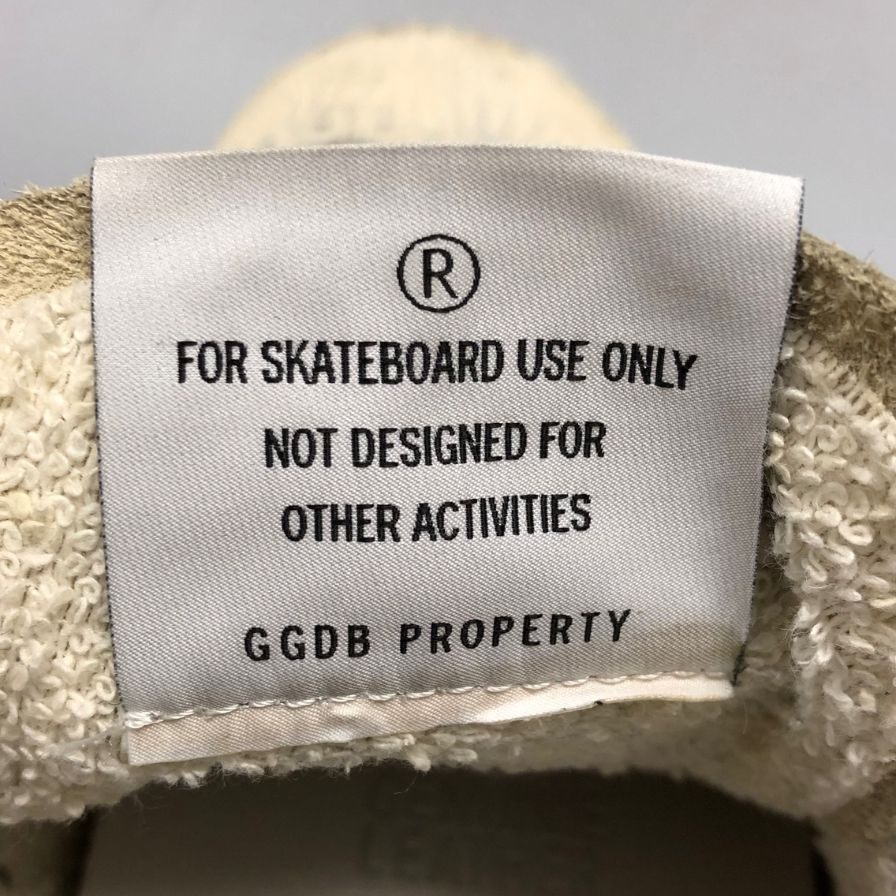 ®
FOR SKATEBOARD USE ONLY
NOT DESIGNED FOR
OTHER ACTIVITIES
GGDB PROPERTY